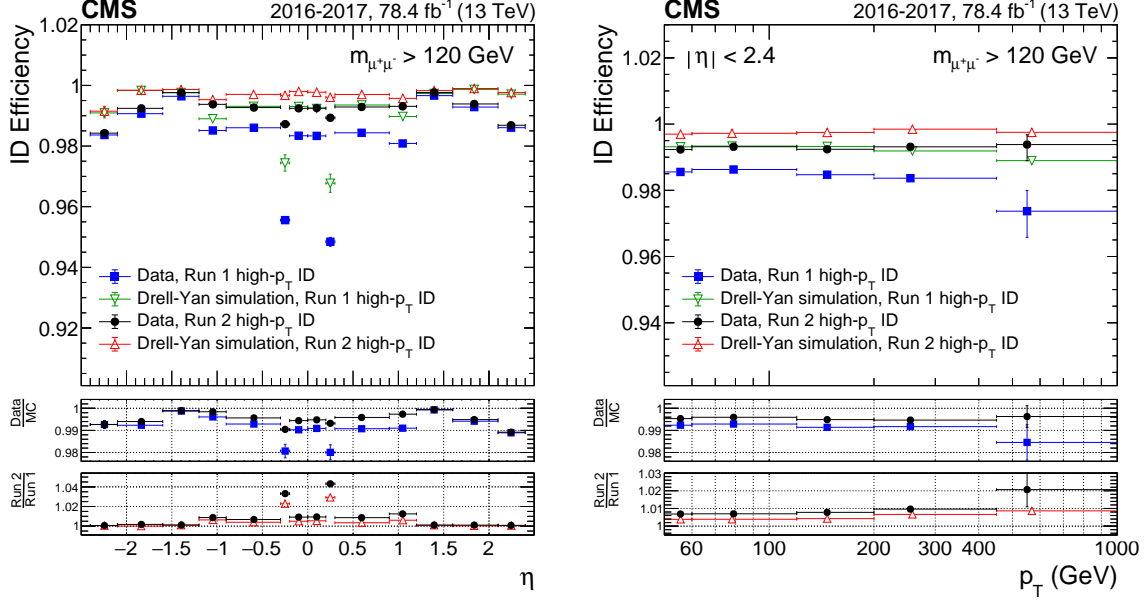 CMS 2016-2017, 78.4 fb⁻¹ (13 TeV)
m_μ⁺μ⁻ > 120 GeV
ID Efficiency
1.02
1
0.98
0.96
0.94
0.92
Data, Run 1 high-p_T ID
Drell-Yan simulation, Run 1 high-p_T ID
Data, Run 2 high-p_T ID
Drell-Yan simulation, Run 2 high-p_T ID
Data
MC
1
0.99
0.98
Run 2
Run 1
1.04
1.02
1
−2 −1.5 −1 −0.5 0 0.5 1 1.5 2
η
CMS 2016-2017, 78.4 fb⁻¹ (13 TeV)
|η| < 2.4 m_μ⁺μ⁻ > 120 GeV
ID Efficiency
1.02
1
0.98
0.96
0.94
Data, Run 1 high-p_T ID
Drell-Yan simulation, Run 1 high-p_T ID
Data, Run 2 high-p_T ID
Drell-Yan simulation, Run 2 high-p_T ID
Data
MC
1
0.99
0.98
Run 2
Run 1
1.03
1.02
1.01
1
60 100 200 300 400 1000
p_T (GeV)